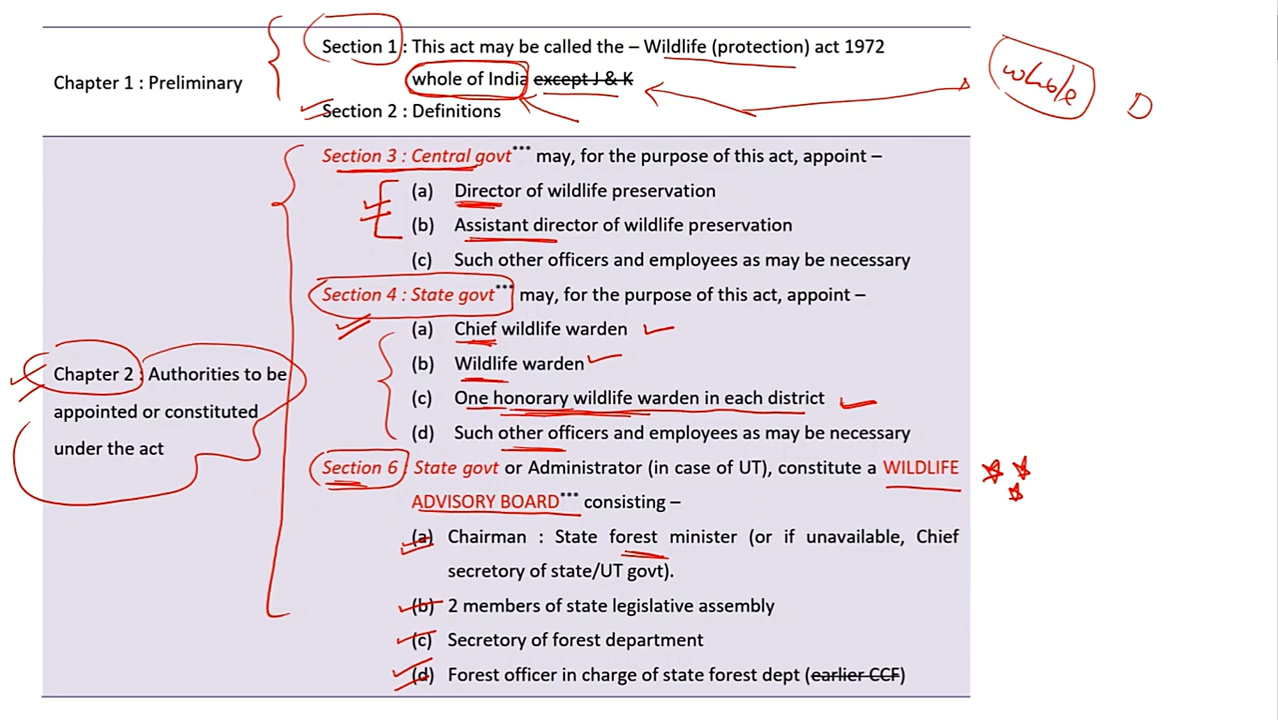 Chapter 1 : Preliminary
Section 1 : This act may be called the – Wildlife (protection) act 1972
whole of India except J & K
whole D
Section 2 : Definitions
Chapter 2 : Authorities to be
appointed or constituted
under the act
Section 3 : Central govt*** may, for the purpose of this act, appoint –
(a) Director of wildlife preservation
(b) Assistant director of wildlife preservation
(c) Such other officers and employees as may be necessary
Section 4 : State govt*** may, for the purpose of this act, appoint –
(a) Chief wildlife warden
(b) Wildlife warden
(c) One honorary wildlife warden in each district
(d) Such other officers and employees as may be necessary
Section 6 : State govt or Administrator (in case of UT), constitute a WILDLIFE
ADVISORY BOARD*** consisting –
(a) Chairman : State forest minister (or if unavailable, Chief
secretary of state/UT govt).
(b) 2 members of state legislative assembly
(c) Secretory of forest department
(d) Forest officer in charge of state forest dept (earlier CCF)